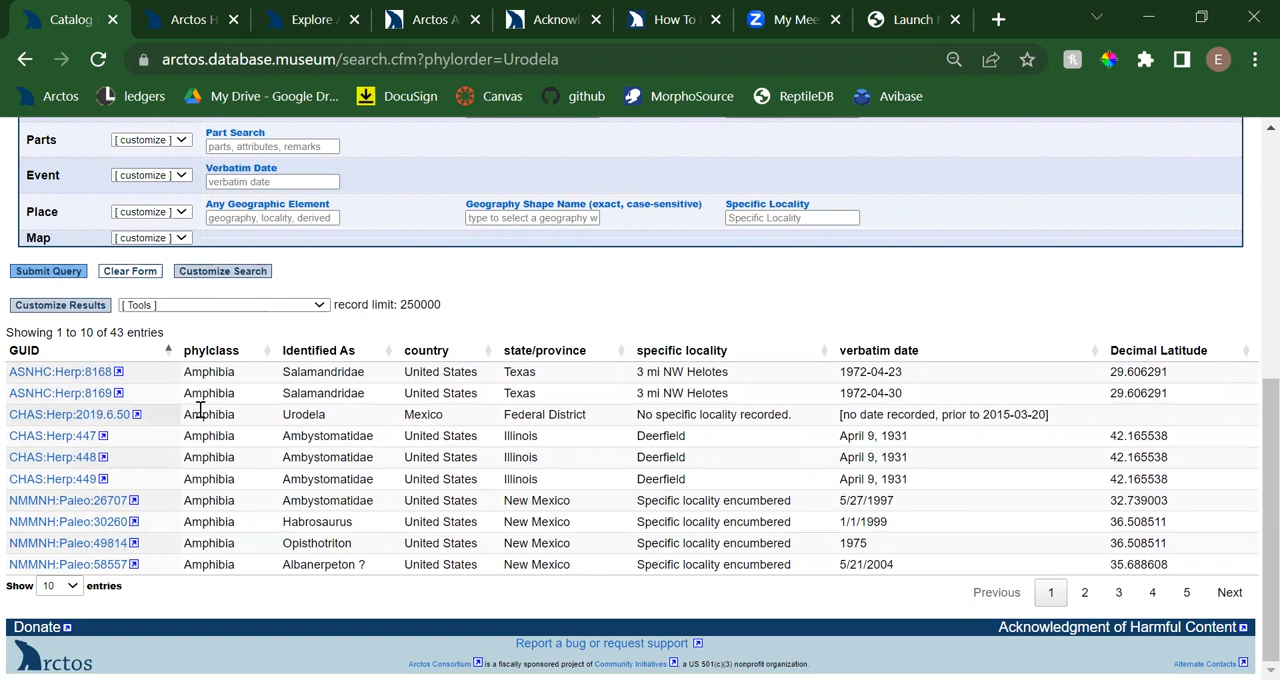 Catalog
Arctos H
Explore A
Arctos A
Acknowl
How To
My Mee
Launch
arctos.database.museum/search.cfm?phylorder=Urodela
E
Arctos
ledgers
My Drive - Google Dr...
DocuSign
Canvas
github
MorphoSource
ReptileDB
Avibase
Parts [ customize ] Part Search
parts, attributes, remarks
Event [ customize ] Verbatim Date
verbatim date
Place [ customize ] Any Geographic Element Geography Shape Name (exact, case-sensitive) Specific Locality
geography, locality, derived type to select a geography w Specific Locality
Map [ customize ]
Submit Query Clear Form Customize Search
Customize Results [ Tools ] record limit: 250000
Showing 1 to 10 of 43 entries
GUID phylclass Identified As country state/province specific locality verbatim date Decimal Latitude
ASNHC:Herp:8168 Amphibia Salamandridae United States Texas 3 mi NW Helotes 1972-04-23 29.606291
ASNHC:Herp:8169 Amphibia Salamandridae United States Texas 3 mi NW Helotes 1972-04-30 29.606291
CHAS:Herp:2019.6.50 Amphibia Urodela Mexico Federal District No specific locality recorded. [no date recorded, prior to 2015-03-20]
CHAS:Herp:447 Amphibia Ambystomatidae United States Illinois Deerfield April 9, 1931 42.165538
CHAS:Herp:448 Amphibia Ambystomatidae United States Illinois Deerfield April 9, 1931 42.165538
CHAS:Herp:449 Amphibia Ambystomatidae United States Illinois Deerfield April 9, 1931 42.165538
NMMNH:Paleo:26707 Amphibia Ambystomatidae United States New Mexico Specific locality encumbered 5/27/1997 32.739003
NMMNH:Paleo:30260 Amphibia Habrosaurus United States New Mexico Specific locality encumbered 1/1/1999 36.508511
NMMNH:Paleo:49814 Amphibia Opisthotriton United States New Mexico Specific locality encumbered 1975 36.508511
NMMNH:Paleo:58557 Amphibia Albanerpeton ? United States New Mexico Specific locality encumbered 5/21/2004 35.688608
Show 10 entries
Previous 1 2 3 4 5 Next
Donate Acknowledgment of Harmful Content
Report a bug or request support
Arctos Consortium is a fiscally sponsored project of Community Initiatives, a US 501(c)(3) nonprofit organization.
Arctos
Alternate Contacts